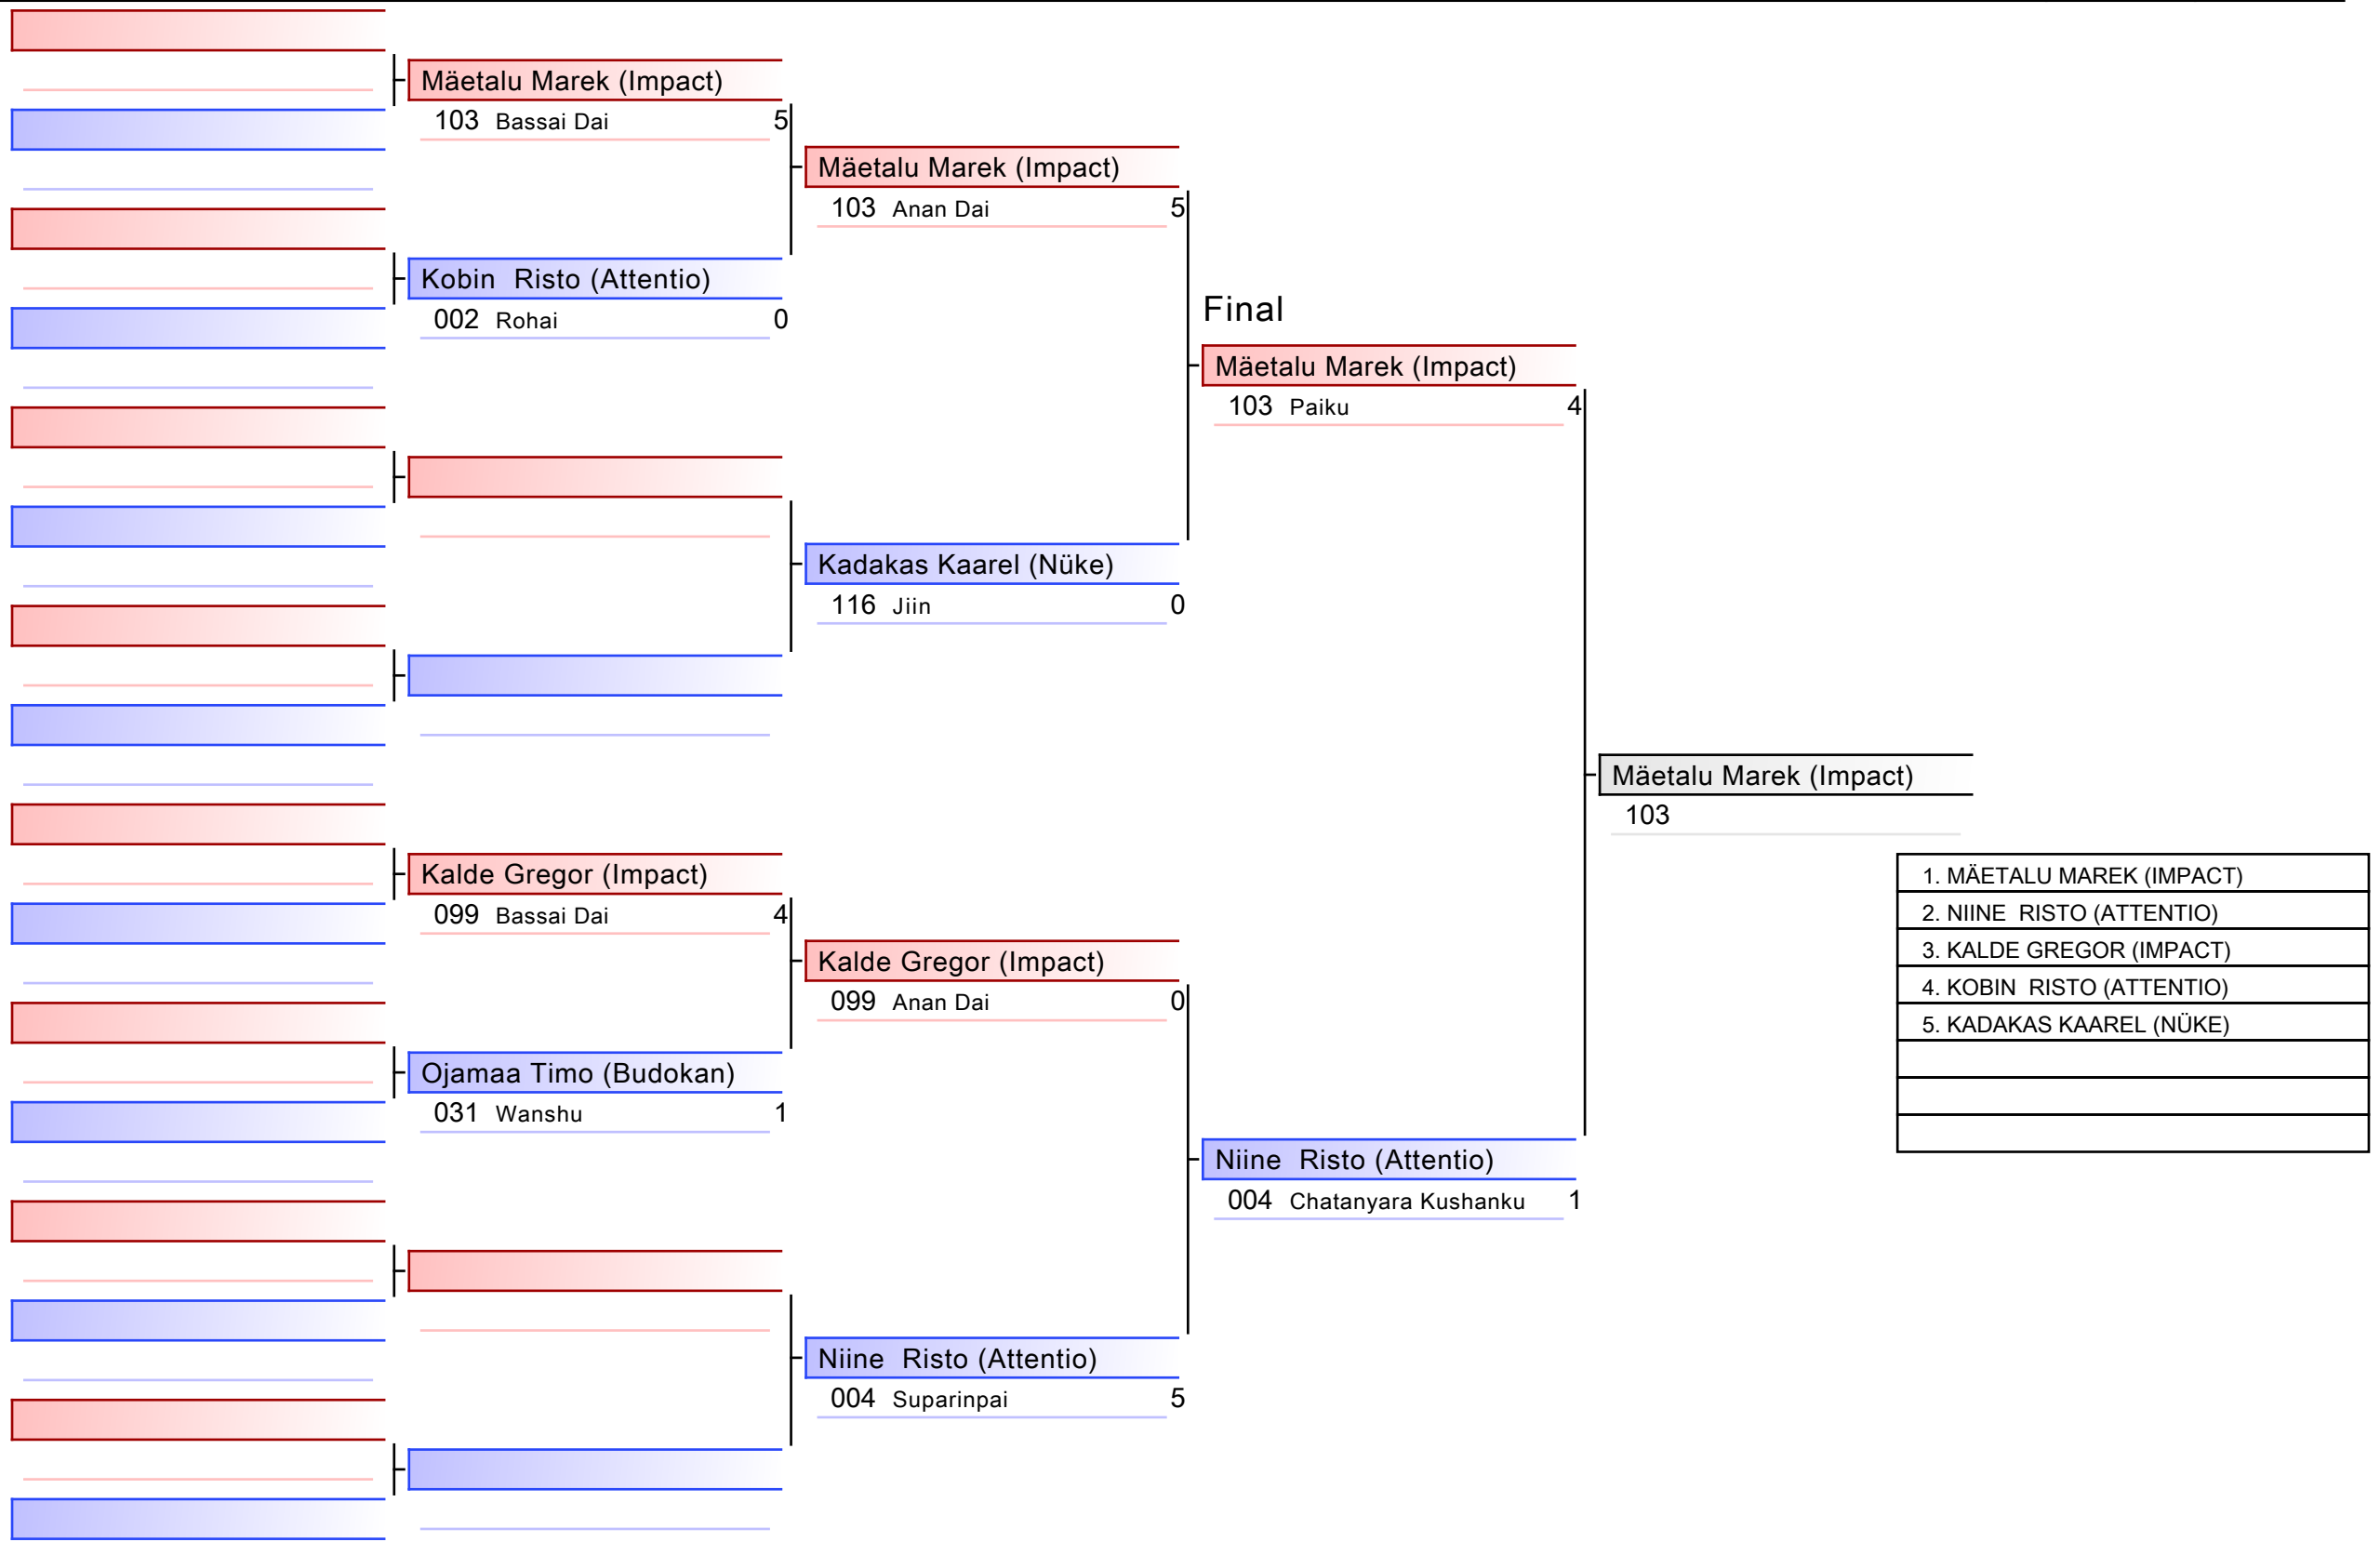 Mäetalu Marek (Impact)
103 Bassai Dai 5
Kobin  Risto (Attentio)
002 Rohai 0
Kalde Gregor (Impact)
099 Bassai Dai 4
Ojamaa Timo (Budokan)
031 Wanshu 1
Mäetalu Marek (Impact)
103 Anan Dai 5
Kadakas Kaarel (Nüke)
116 Jiin 0
Kalde Gregor (Impact)
099 Anan Dai 0
Niine  Risto (Attentio)
004 Suparinpai 5
Final
Mäetalu Marek (Impact)
103 Paiku 4
Niine  Risto (Attentio)
004 Chatanyara Kushanku 1
Mäetalu Marek (Impact)
103
1. MÄETALU MAREK (IMPACT)
2. NIINE  RISTO (ATTENTIO)
3. KALDE GREGOR (IMPACT)
4. KOBIN  RISTO (ATTENTIO)
5. KADAKAS KAAREL (NÜKE)